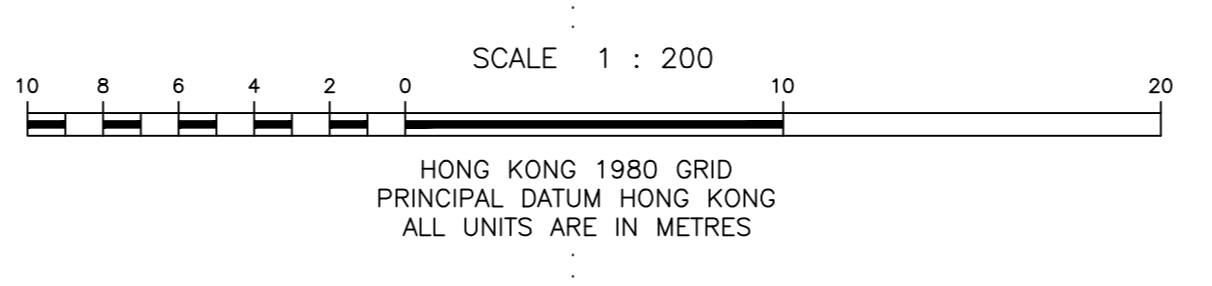 SCALE 1 : 200
10 8 6 4 2 0 10 20
HONG KONG 1980 GRID
PRINCIPAL DATUM HONG KONG
ALL UNITS ARE IN METRES